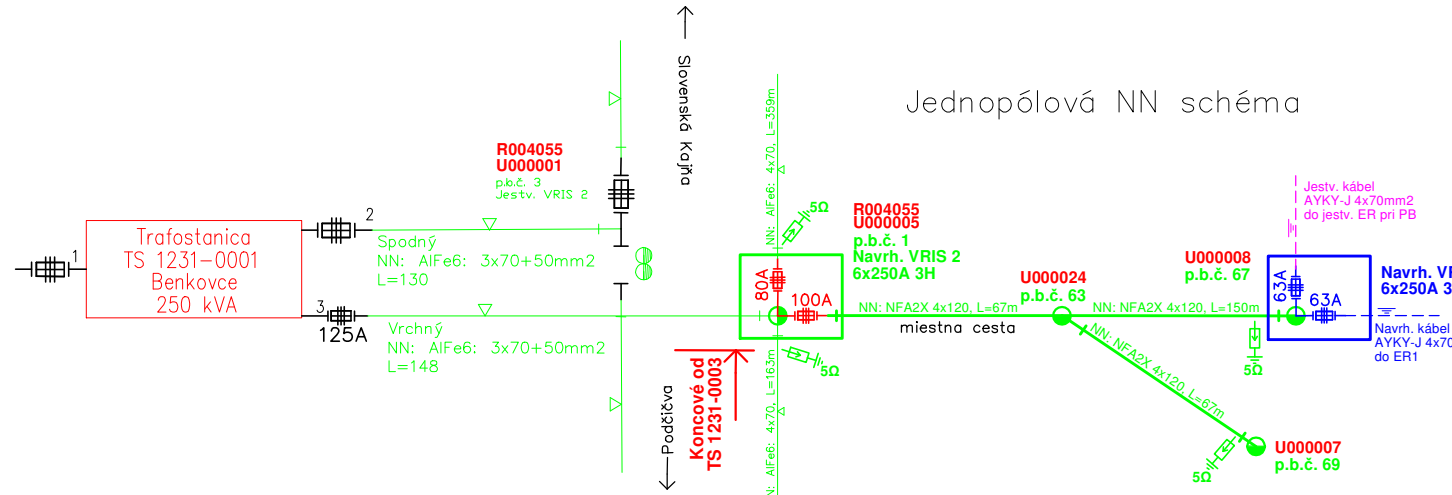 Jednopólová NN schéma
Slovenská Kajňa
R004055
U000001
p.b.č. 3
Jestv. VRIS 2
1
Trafostanica
TS 1231-0001
Benkovce
250 kVA
2
Spodný
NN: AlFe6: 3x70+50mm2
L=130
3
125A
Vrchný
NN: AlFe6: 3x70+50mm2
L=148
Podčičva
NN: AlFe6: 4x70, L=359m
5Ω
R004055
U000005
p.b.č. 1
Navrh. VRIS 2
6x250A 3H
80A
100A
5Ω
N: AlFe6: 4x70, L=163m
Koncové od
TS 1231-0003
NN: NFA2X 4x120, L=67m
miestna cesta
U000024
p.b.č. 63
NN: NFA2X 4x120, L=150m
NN: NFA2X 4x120, L=67m
U000008
p.b.č. 67
5Ω
Jestv. kábel
AYKY-J 4x70mm2
do jestv. ER pri PB
63A
63A
Navrh. VR
6x250A 3
Navrh. kábel
AYKY-J 4x70
do ER1
5Ω
U000007
p.b.č. 69